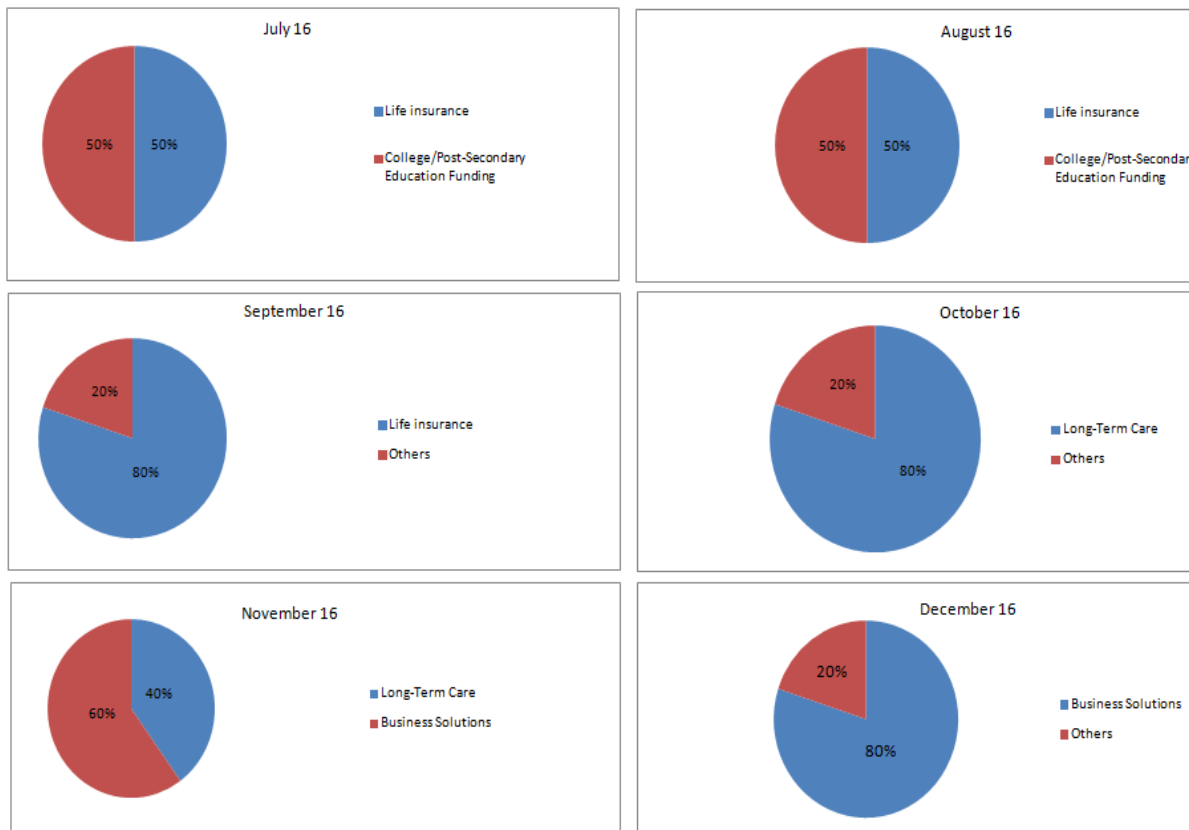 July 16
50%
50%
Life insurance
College/Post-Secondary
Education Funding
August 16
50%
50%
Life insurance
College/Post-Secondar
Education Funding
September 16
20%
80%
Life insurance
Others
October 16
20%
80%
Long-Term Care
Others
November 16
40%
60%
Long-Term Care
Business Solutions
December 16
20%
80%
Business Solutions
Others